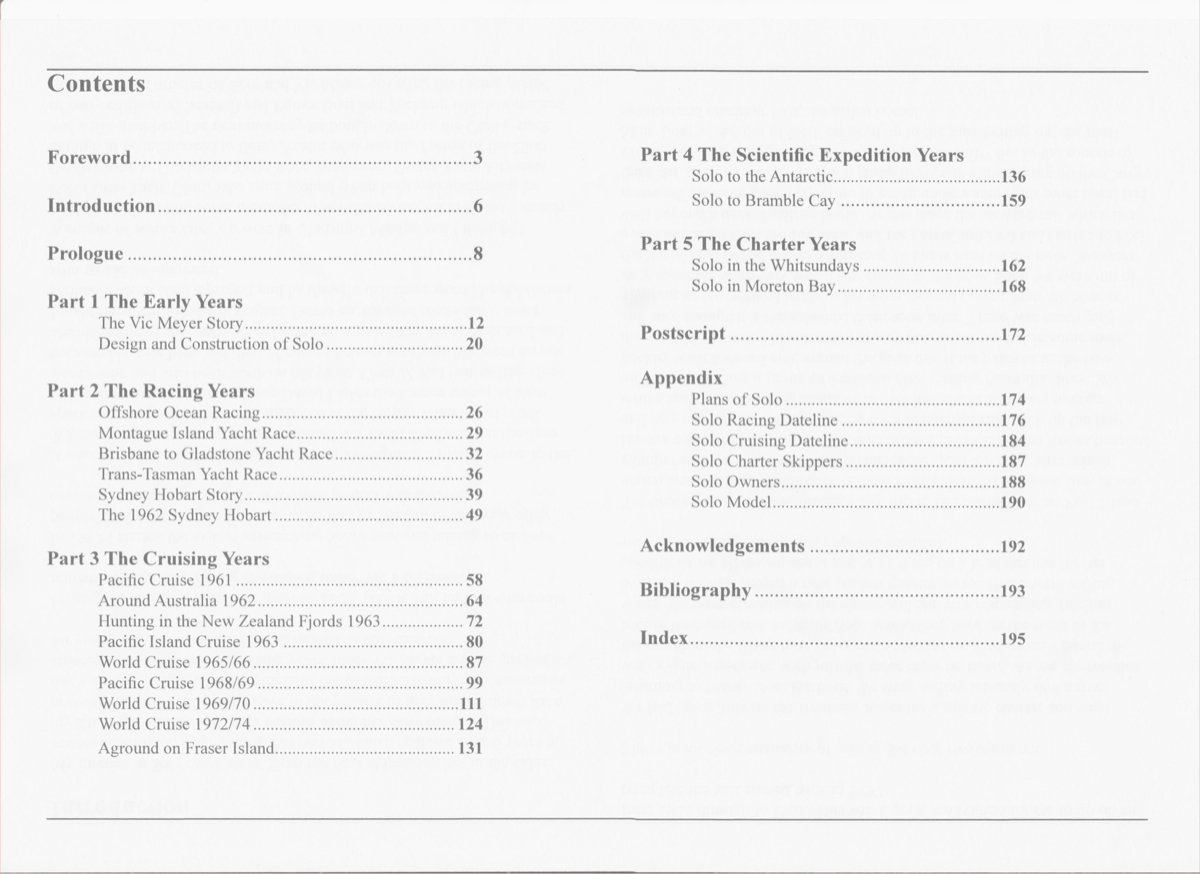 Contents
Foreword.....3
Introduction.....6
Prologue.....8
Part 1 The Early Years
The Vic Meyer Story.....12
Design and Construction of Solo.....20
Part 2 The Racing Years
Offshore Ocean Racing.....26
Montague Island Yacht Race.....29
Brisbane to Gladstone Yacht Race.....32
Trans-Tasman Yacht Race.....36
Sydney Hobart Story.....39
The 1962 Sydney Hobart.....49
Part 3 The Cruising Years
Pacific Cruise 1961.....58
Around Australia 1962.....64
Hunting in the New Zealand Fjords 1963.....72
Pacific Island Cruise 1963.....80
World Cruise 1965/66.....87
Pacific Cruise 1968/69.....99
World Cruise 1969/70.....111
World Cruise 1972/74.....124
Aground on Fraser Island.....131
Part 4 The Scientific Expedition Years
Solo to the Antarctic.....136
Solo to Bramble Cay.....159
Part 5 The Charter Years
Solo in the Whitsundays.....162
Solo in Moreton Bay.....168
Postscript.....172
Appendix
Plans of Solo.....174
Solo Racing Dateline.....176
Solo Cruising Dateline.....184
Solo Charter Skippers.....187
Solo Owners.....188
Solo Model.....190
Acknowledgements.....192
Bibliography.....193
Index.....195